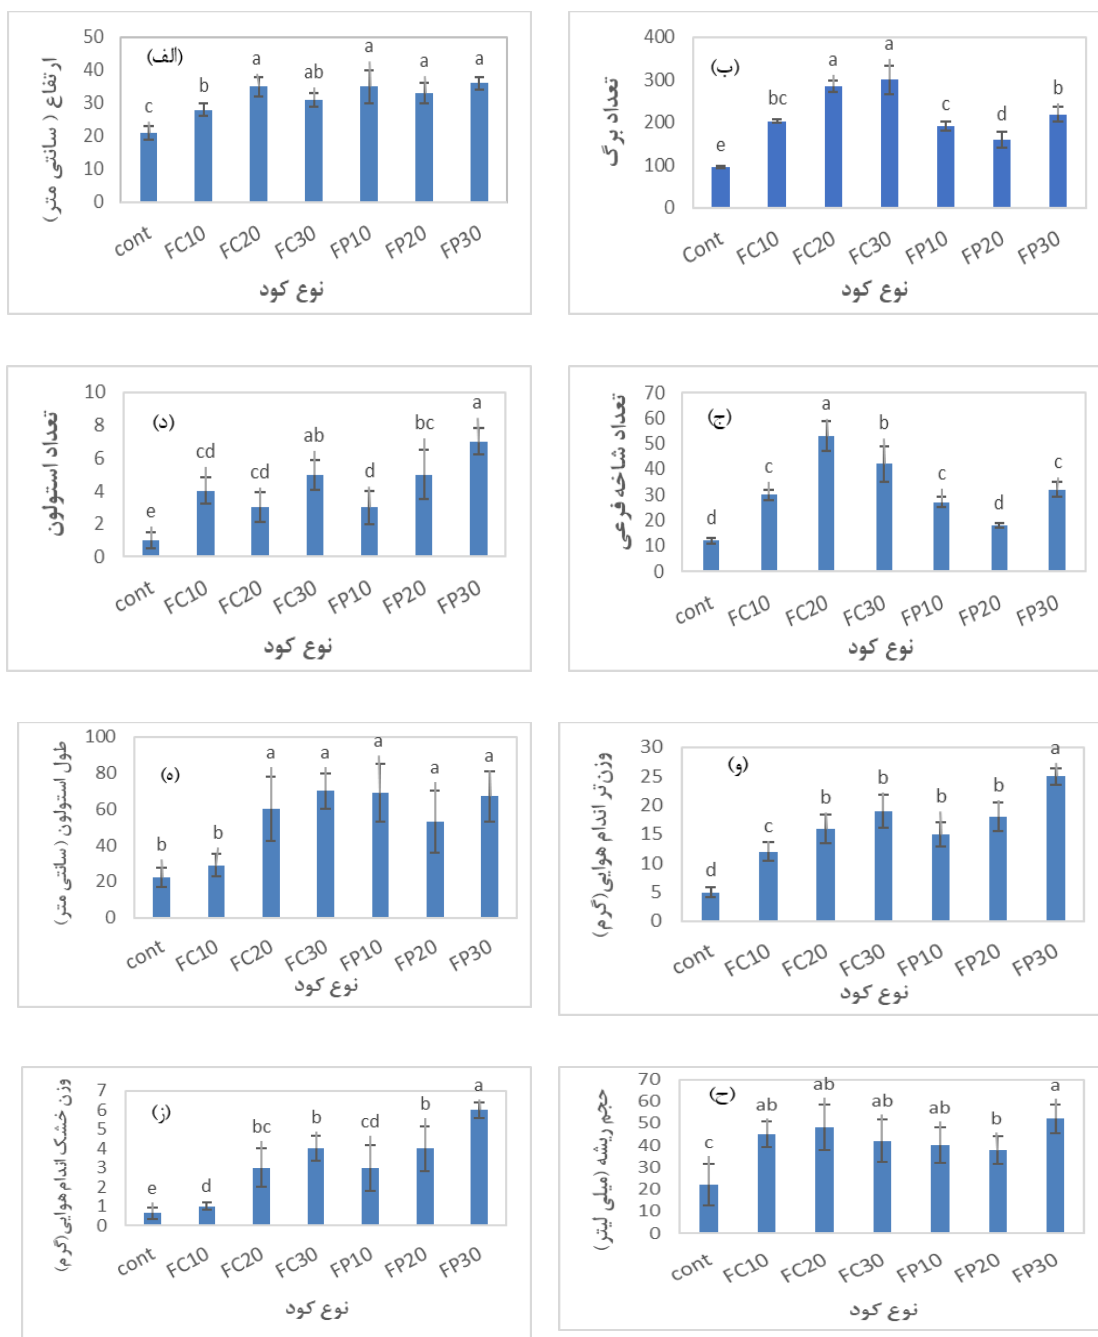 (الف)
ارتفاع ( سانتی متر )
50
40
30
20
10
0
c
b
a
ab
a
a
a
cont
FC10
FC20
FC30
FP10
FP20
FP30
نوع کود
(ب)
تعداد برگ
400
300
200
100
0
e
bc
a
a
c
d
b
Cont
FC10
FC20
FC30
FP10
FP20
FP30
نوع کود
(د)
تعداد استولون
10
8
6
4
2
0
e
cd
cd
ab
d
bc
a
cont
FC10
FC20
FC30
FP10
FP20
FP30
نوع کود
(ج)
تعداد شاخه فرعی
70
60
50
40
30
20
10
0
d
c
a
b
c
d
c
cont
FC10
FC20
FC30
FP10
FP20
FP30
نوع کود
(ه)
طول استولون (سانتی متر)
100
80
60
40
20
0
b
b
a
a
a
a
a
cont
FC10
FC20
FC30
FP10
FP20
FP30
نوع کود
(و)
وزن‌تر اندام هوایی(گرم)
30
25
20
15
10
5
0
d
c
b
b
b
b
a
cont
FC10
FC20
FC30
FP10
FP20
FP30
نوع کود
(ز)
وزن خشک اندام هوایی(گرم)
7
6
5
4
3
2
1
0
e
d
bc
b
cd
b
a
cont
FC10
FC20
FC30
FP10
FP20
FP30
نوع کود
(ح)
حجم ریشه (میلی لیتر)
70
60
50
40
30
20
10
0
c
ab
ab
ab
ab
b
a
cont
FC10
FC20
FC30
FP10
FP20
FP30
نوع کود